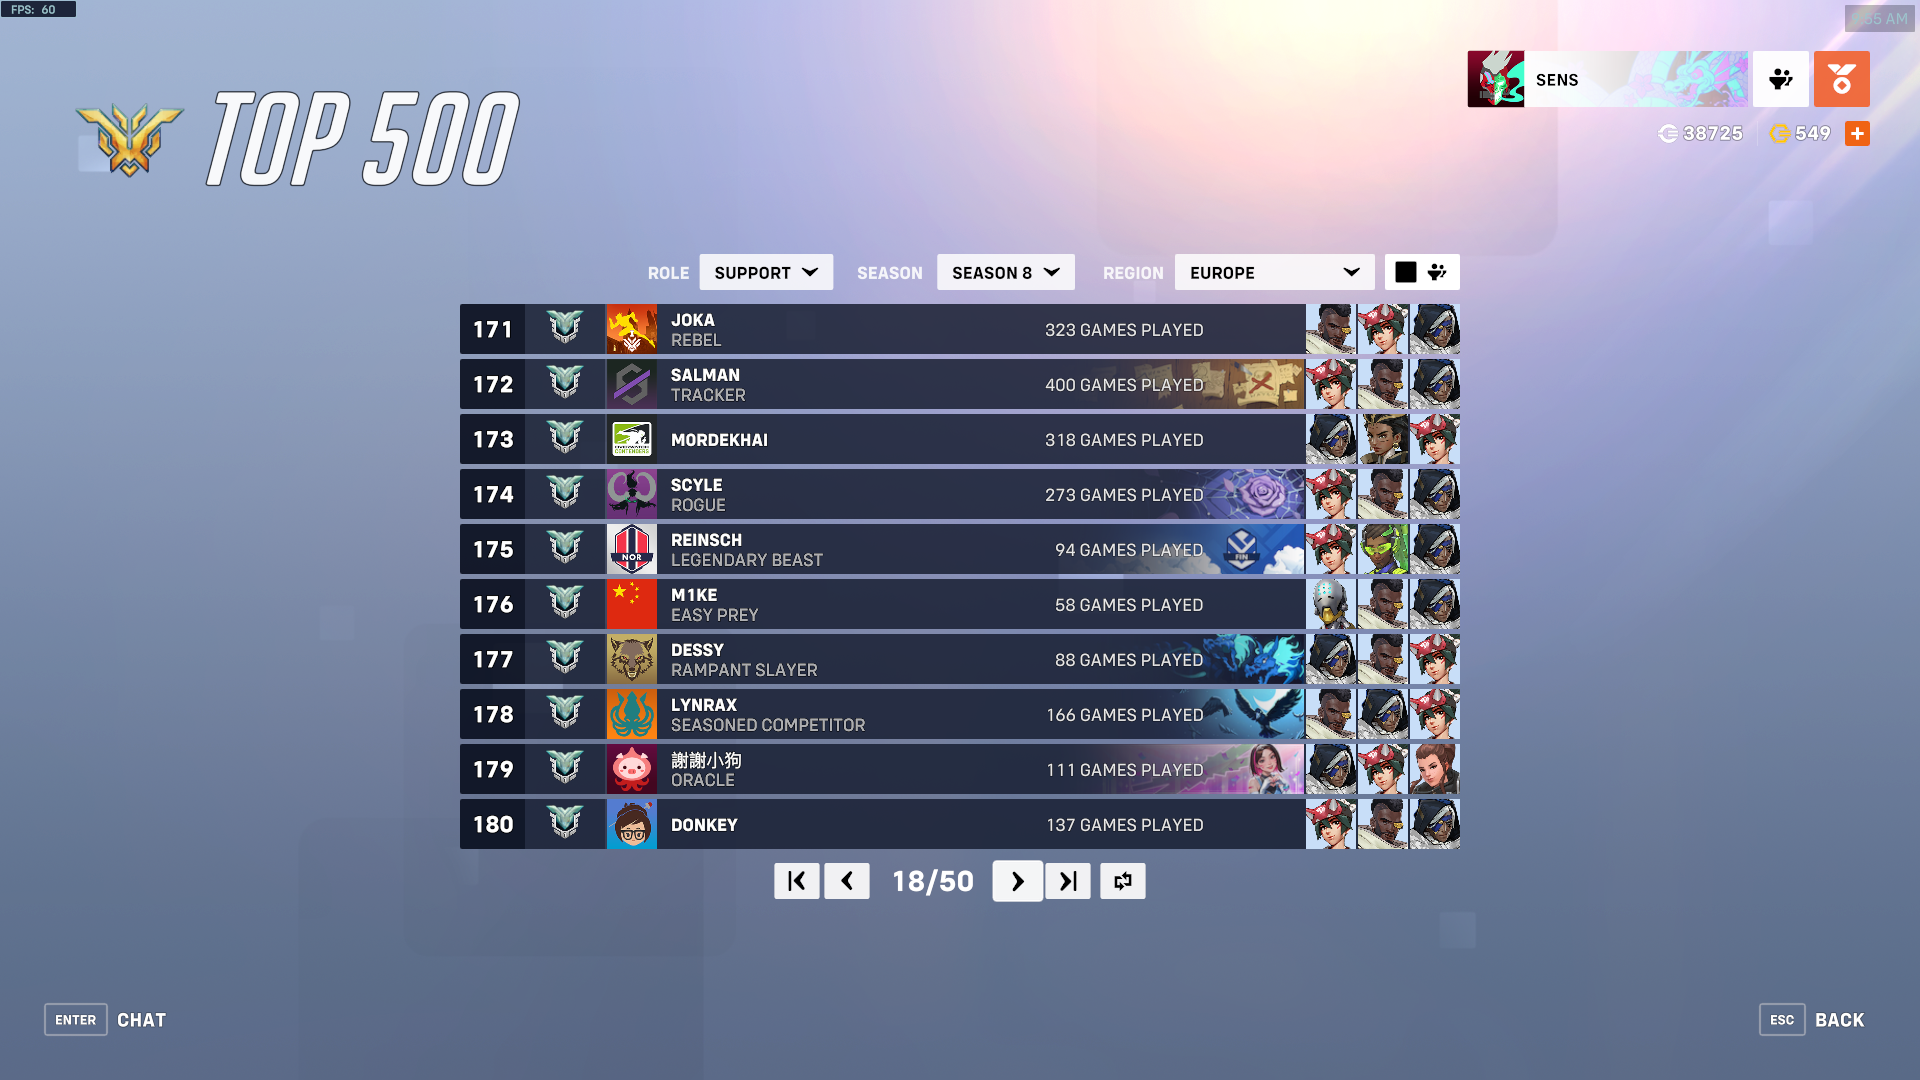 FPS: 60
TOP 500
SENS
38725
549
ROLE SUPPORT SEASON SEASON 8 REGION EUROPE
171 JOKA
REBEL
323 GAMES PLAYED
172 SALMAN
TRACKER
400 GAMES PLAYED
173 MORDEKHAI
318 GAMES PLAYED
174 SCYLE
ROGUE
273 GAMES PLAYED
175 NOR REINSCH
LEGENDARY BEAST
94 GAMES PLAYED
FIN
176 M1KE
EASY PREY
58 GAMES PLAYED
177 DESSY
RAMPANT SLAYER
88 GAMES PLAYED
178 LYNRAX
SEASONED COMPETITOR
166 GAMES PLAYED
179 謝謝小狗
ORACLE
111 GAMES PLAYED
180 DONKEY
137 GAMES PLAYED
18/50
ENTER CHAT
ESC BACK